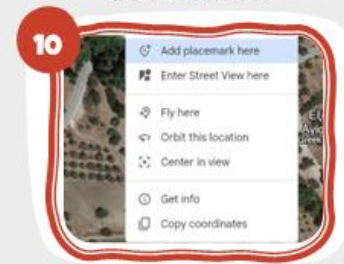 10
Add placemark here
Enter Street View here
Fly here
Orbit this location
Center in view
Get info
Copy coordinates